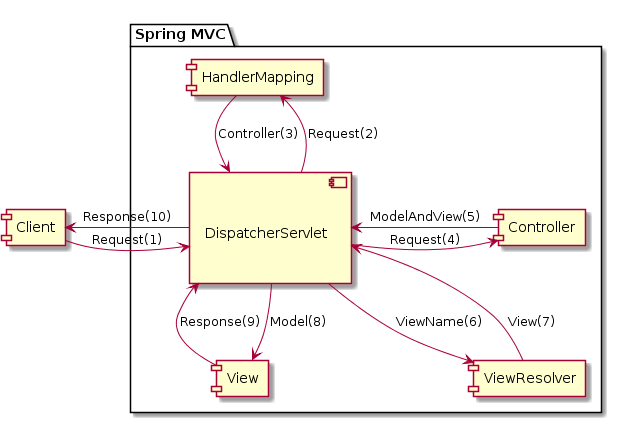 Spring MVC
HandlerMapping
Controller(3)
Request(2)
DispatcherServlet
Client
Response(10)
Request(1)
ModelAndView(5)
Request(4)
Controller
Response(9)
Model(8)
ViewName(6)
View(7)
View
ViewResolver